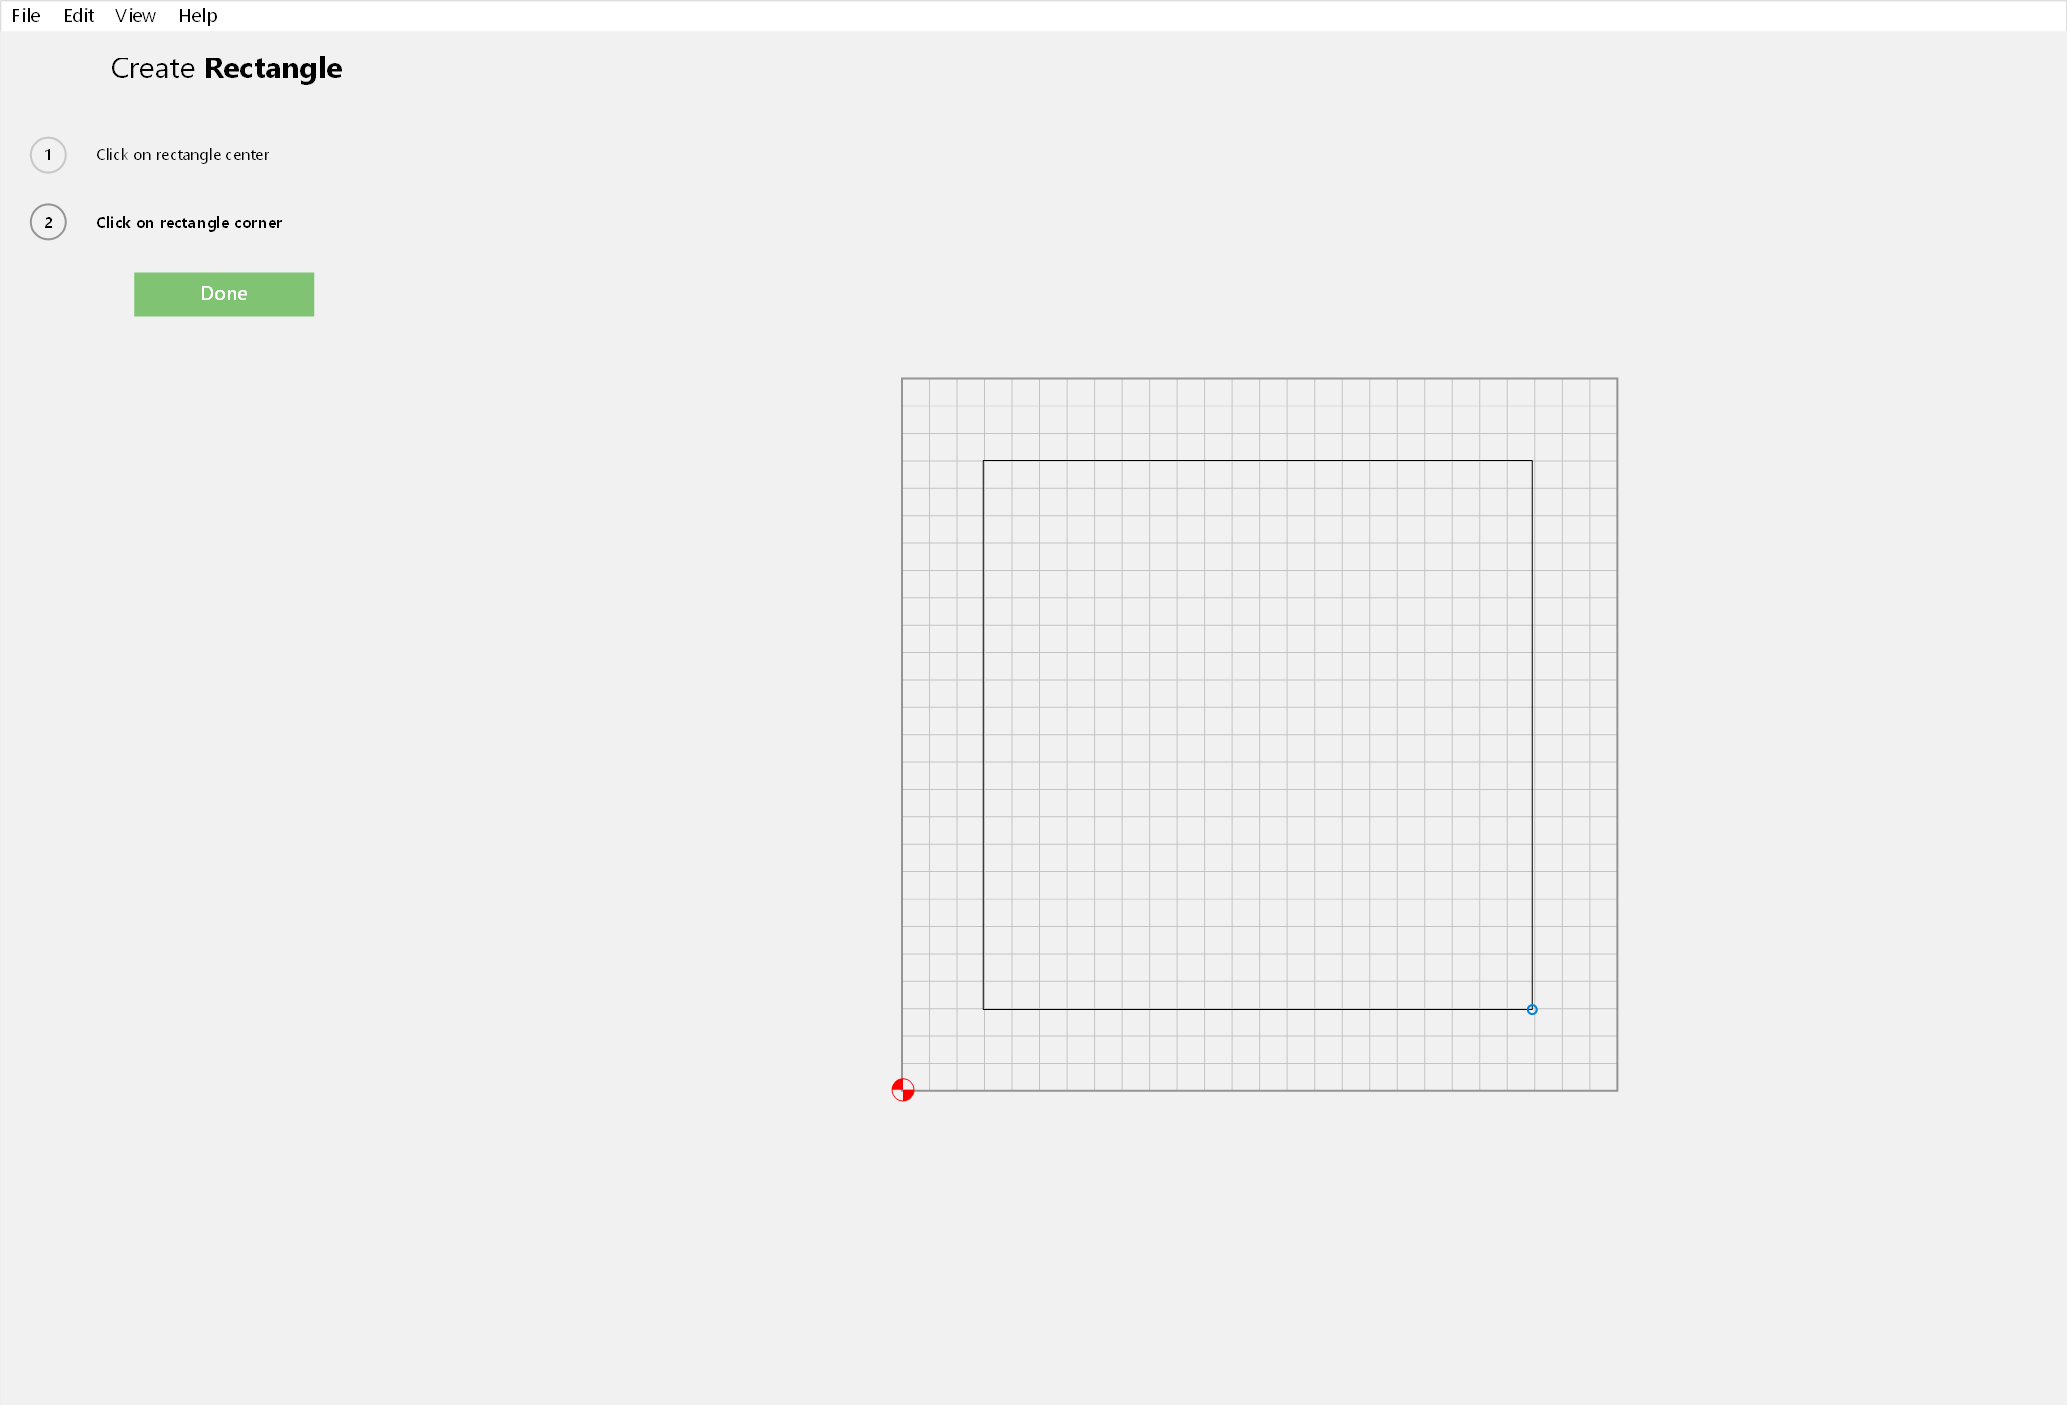 File Edit View Help
Create Rectangle
1 Click on rectangle center
2 Click on rectangle corner
Done